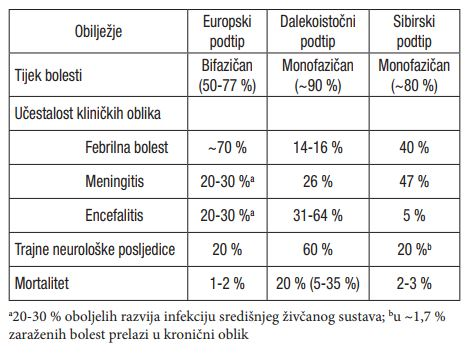 Obilježje Europski podtip Dalekoistočni podtip Sibirski podtip
Tijek bolesti Bifazičan (50-77 %) Monofazičan (~90 %) Monofazičan (~80 %)
Učestalost kliničkih oblika
Febrilna bolest ~70 % 14-16 % 40 %
Meningitis 20-30 %ᵃ 26 % 47 %
Encefalitis 20-30 %ᵃ 31-64 % 5 %
Trajne neurološke posljedice 20 % 60 % 20 %ᵇ
Mortalitet 1-2 % 20 % (5-35 %) 2-3 %
ᵃ20-30 % oboljelih razvija infekciju središnjeg živčanog sustava; ᵇu ~1,7 %
zaraženih bolest prelazi u kronični oblik